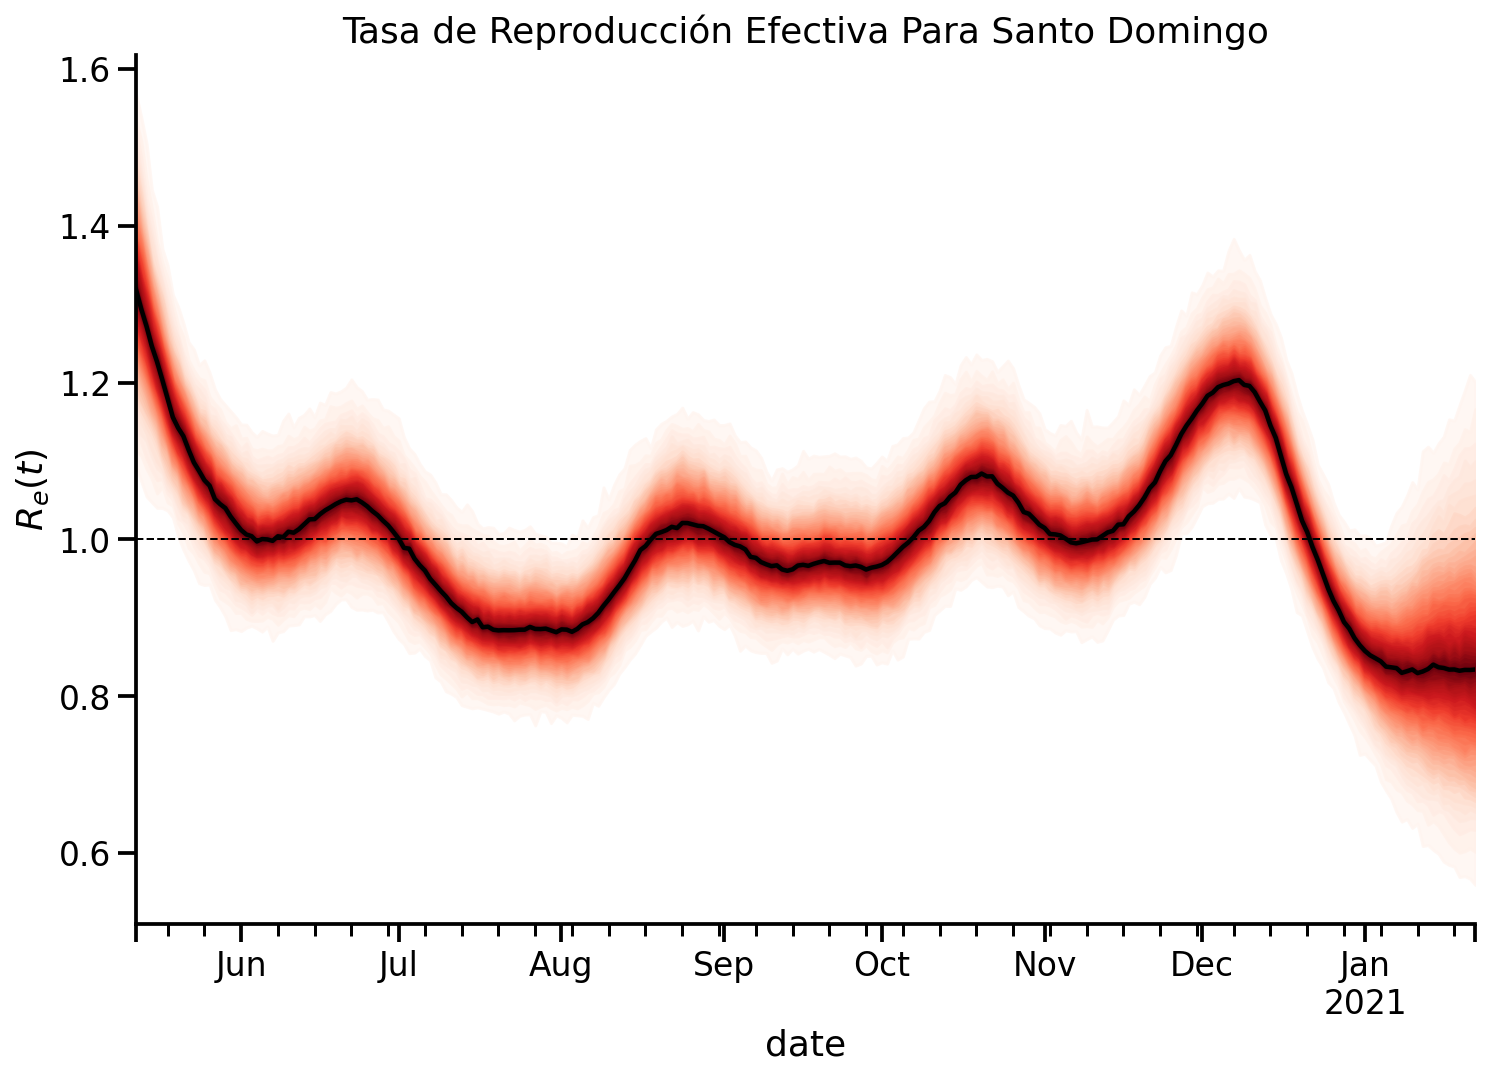 Tasa de Reproducción Efectiva Para Santo Domingo
1.6
1.4
1.2
1.0
0.8
0.6
R_e(t)
Jun Jul Aug Sep Oct Nov Dec Jan
2021
date